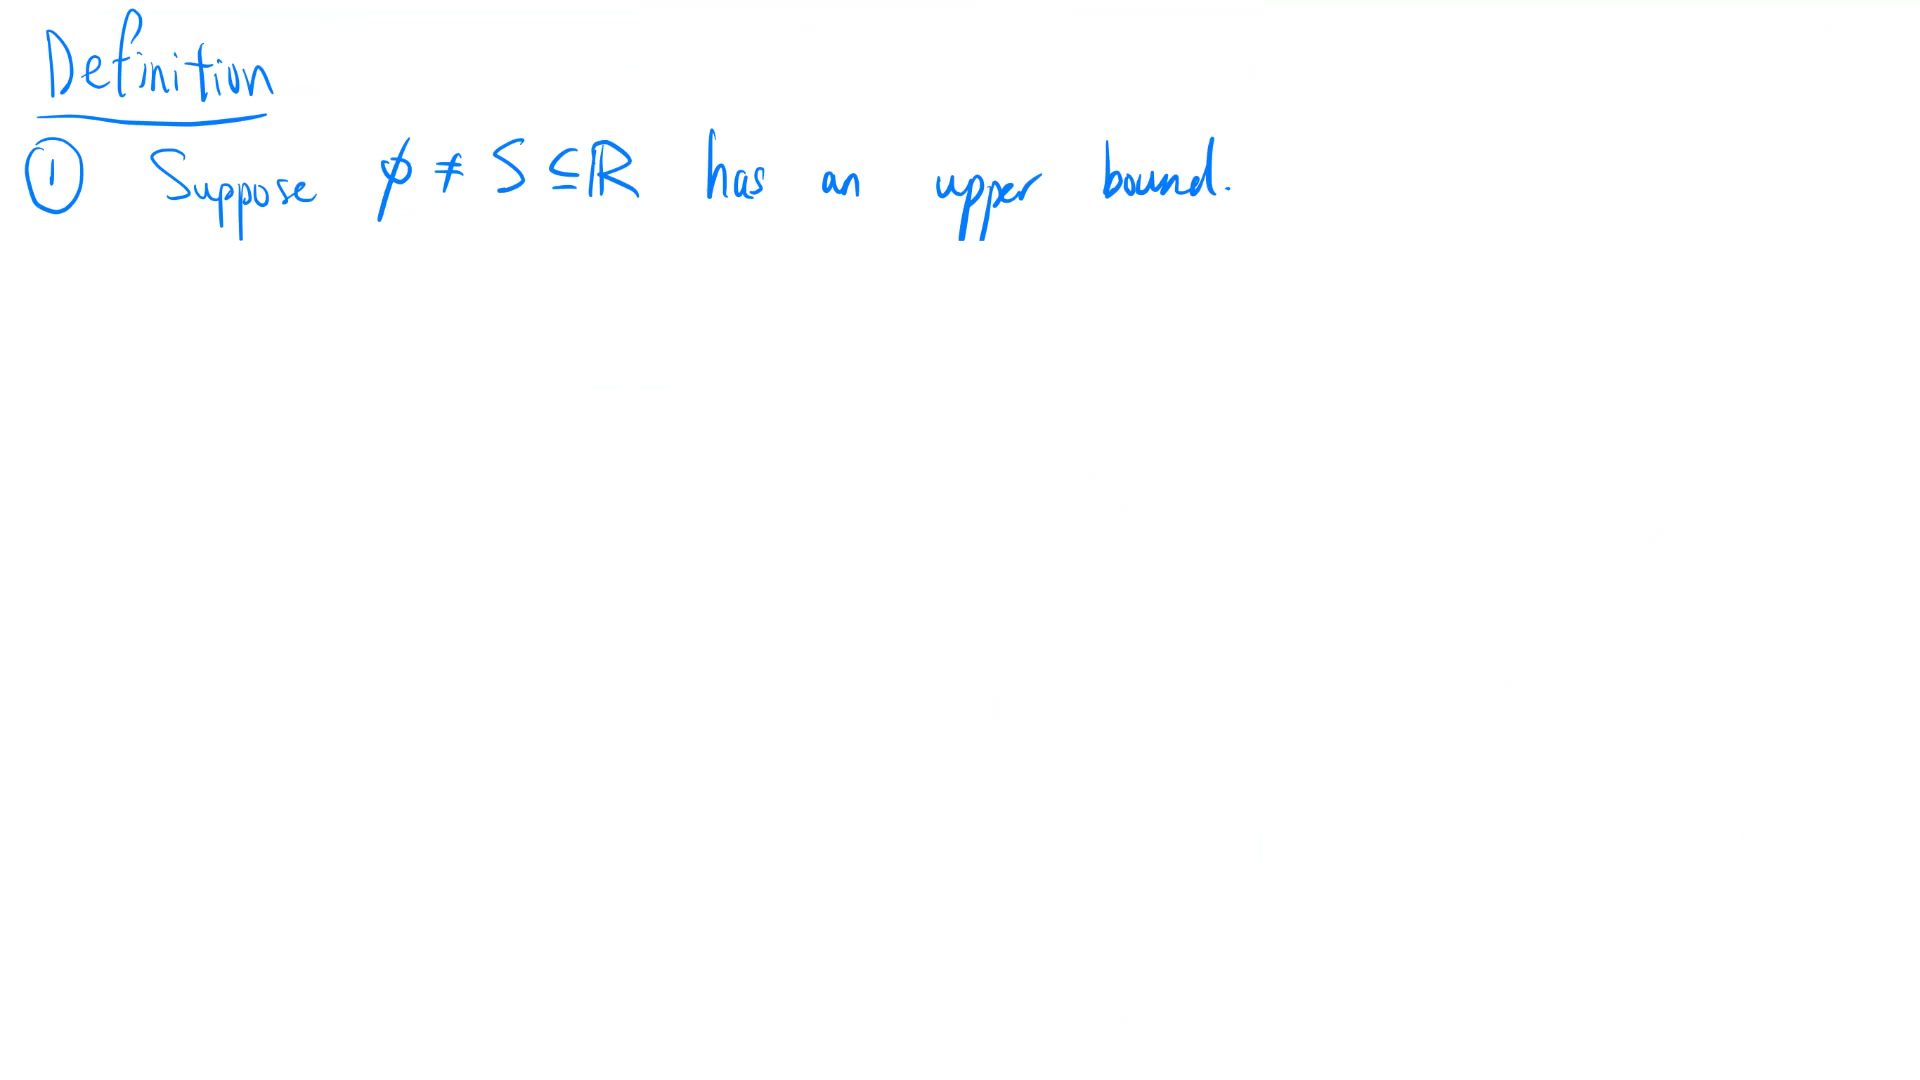 Definition
① Suppose ∅ ≠ S ⊆ ℝ has an upper bound.